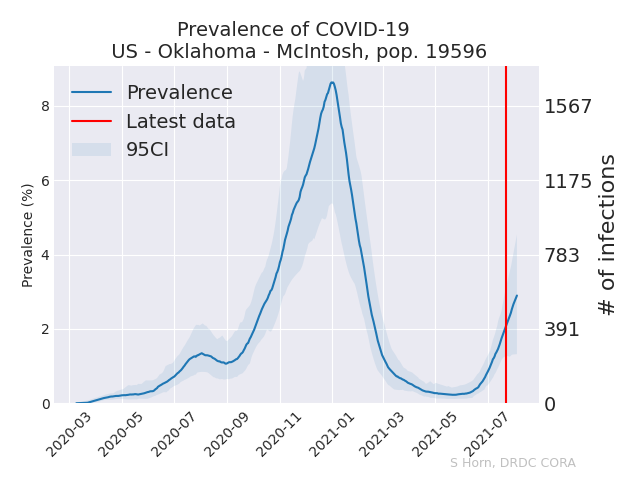 Prevalence of COVID-19
US - Oklahoma - McIntosh, pop. 19596
Prevalence
Latest data
95CI
Prevalence (%)
8
6
4
2
0
1567
1175
783
391
0
# of infections
2020-03
2020-05
2020-07
2020-09
2020-11
2021-01
2021-03
2021-05
2021-07
S Horn, DRDC CORA